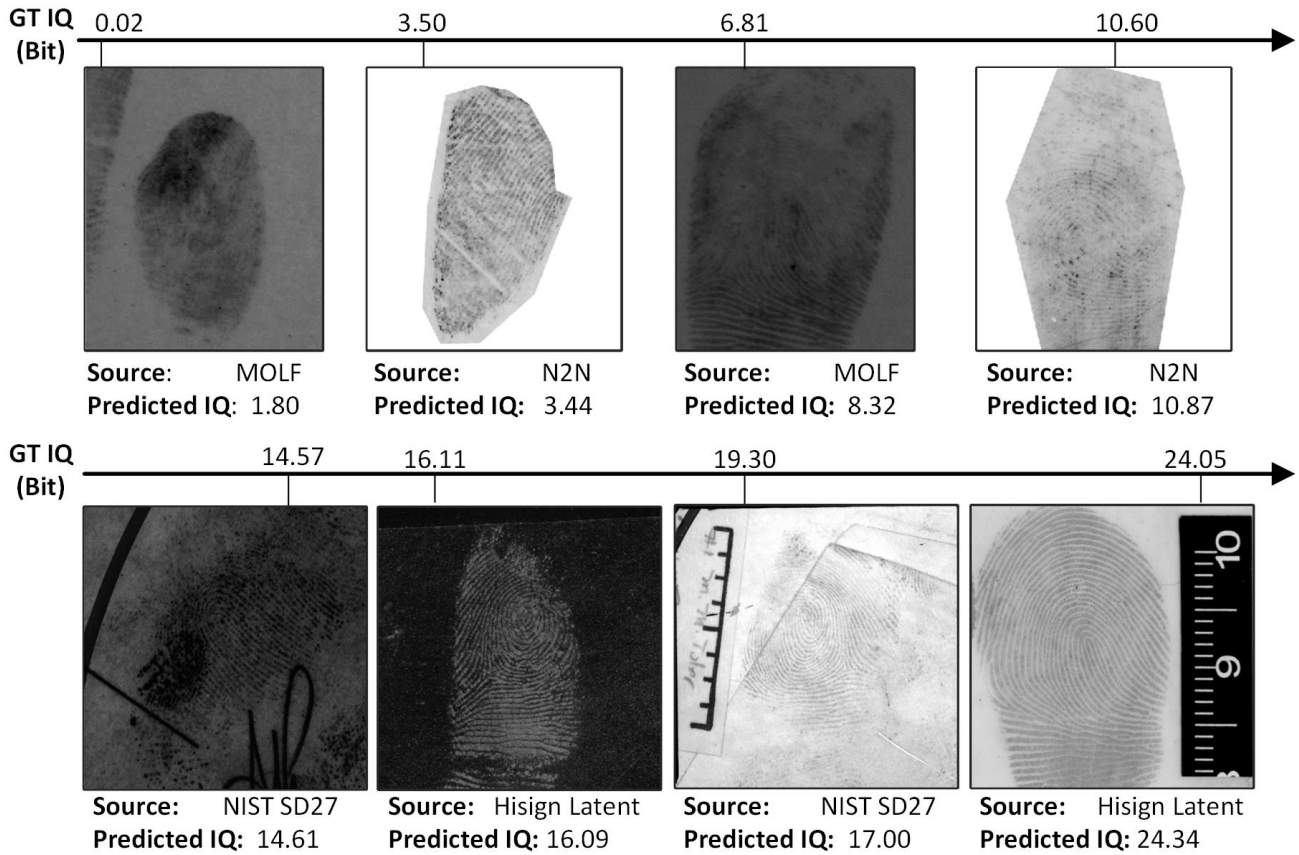 GT IQ
(Bit)
0.02 3.50 6.81 10.60
Source: MOLF
Predicted IQ: 1.80
Source: N2N
Predicted IQ: 3.44
Source: MOLF
Predicted IQ: 8.32
Source: N2N
Predicted IQ: 10.87
GT IQ
(Bit)
14.57 16.11 19.30 24.05
10
9
8
Source: NIST SD27
Predicted IQ: 14.61
Source: Hisign Latent
Predicted IQ: 16.09
Source: NIST SD27
Predicted IQ: 17.00
Source: Hisign Latent
Predicted IQ: 24.34